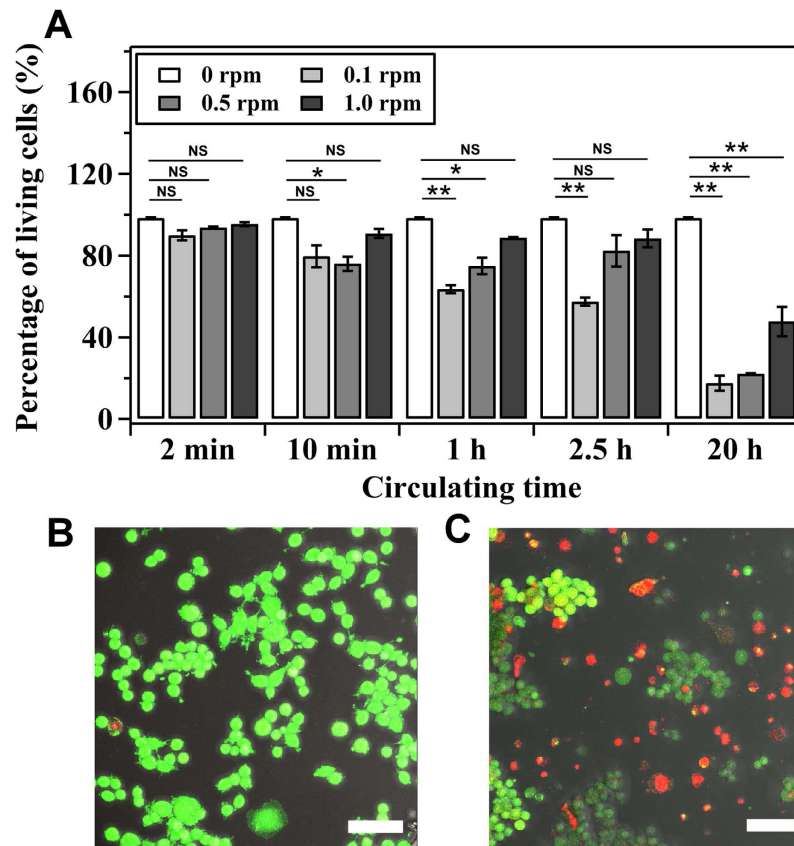 A
Percentage of living cells (%)
160
120
80
40
0
0 rpm 0.1 rpm
0.5 rpm 1.0 rpm
NS
NS
NS
NS
*
NS
NS
*
**
NS
NS
**
**
**
**
2 min 10 min 1 h 2.5 h 20 h
Circulating time
B
C